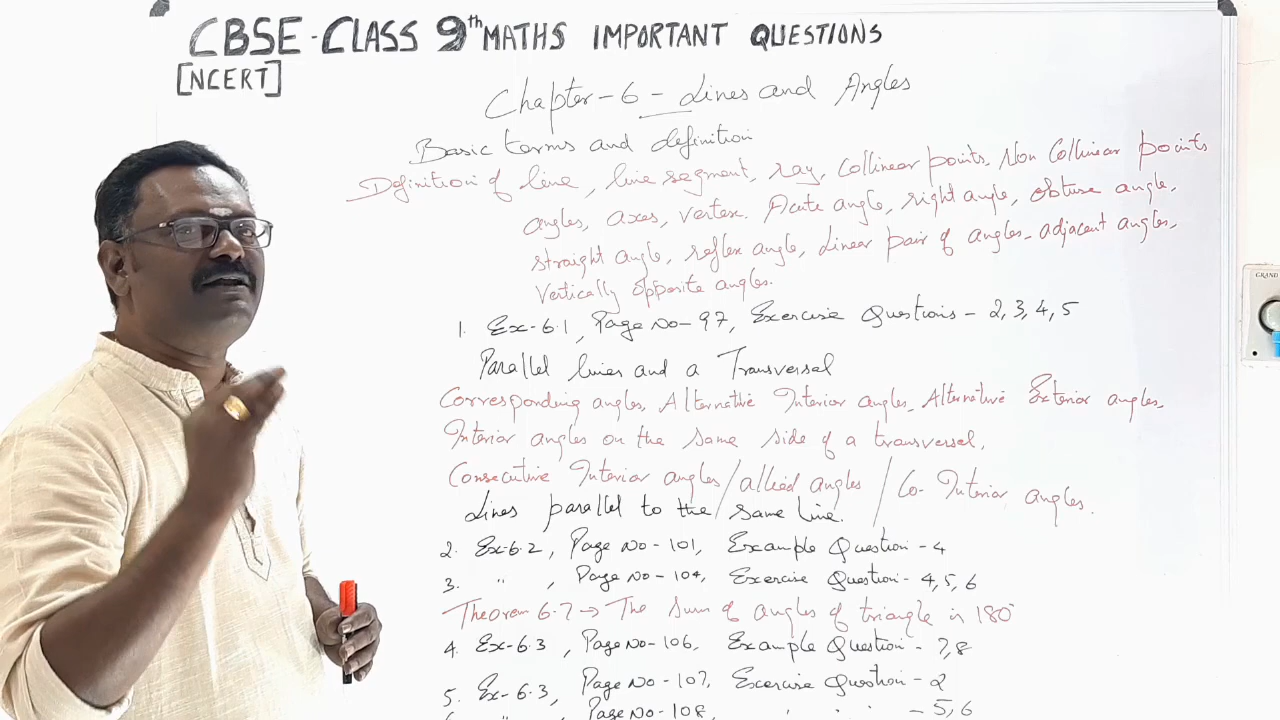 CBSE - CLASS 9th MATHS IMPORTANT QUESTIONS
[NCERT]
Chapter - 6 - Lines and Angles
Basic terms and definition
Definition of line, line segment, ray, Collinear points, Non Collinear points
angles, axes, vertex. Acute angle, right angle, obtuse angle,
straight angle, reflex angle, Linear pair of angles, adjacent angles,
Vertically opposite angles.
1. Ex-6.1, Page No-97, Exercise Questions - 2, 3, 4, 5
Parallel lines and a Transversal
Corresponding angles, Alternative Interior angles, Alternative Exterior angles,
Interior angles on the same side of a transversal,
Consecutive Interior angles/allied angles / Co-Interior angles.
Lines parallel to the same line.
2. Ex-6.2, Page No-101, Example Question - 4
3. " , Page No-104, Exercise Question - 4, 5, 6
Theorem 6.7 → The Sum of angles of triangle is 180°
4. Ex-6.3, Page No-106, Example Question - 7, 8
5. Ex-6.3, Page No-107, Exercise Question - 2
" Page No-108, " " - 5, 6
GRAND